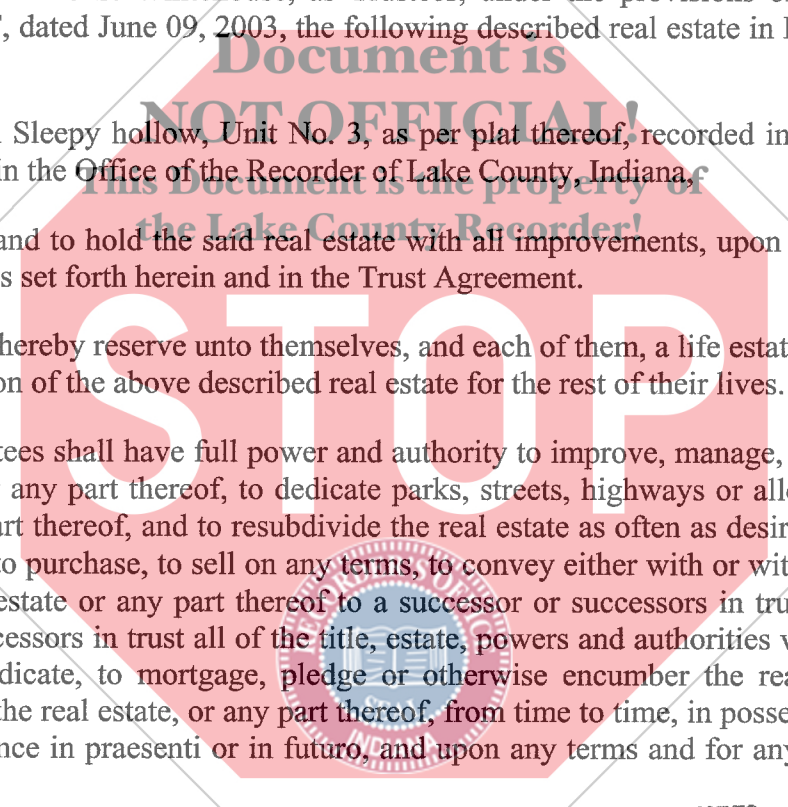 , dated June 09, 2003, the following described real estate in
Document is
NOT OFFICIAL!
Sleepy hollow, Unit No. 3, as per plat thereof, recorded in
in the Office of the Recorder of Lake County, Indiana,
This Document is the property of
the Lake County Recorder!
and to hold the said real estate with all improvements, upon
s set forth herein and in the Trust Agreement.
STOP
hereby reserve unto themselves, and each of them, a life estat
on of the above described real estate for the rest of their lives.
tees shall have full power and authority to improve, manage,
any part thereof, to dedicate parks, streets, highways or all
art thereof, and to resubdivide the real estate as often as desir
to purchase, to sell on any terms, to convey either with or wit
estate or any part thereof to a successor or successors in tru
cessors in trust all of the title, estate, powers and authorities v
dicate, to mortgage, pledge or otherwise encumber the rea
the real estate, or any part thereof, from time to time, in posse
nce in praesenti or in futuro, and upon any terms and for any
RECORDER'S OFFICE
SEAL
INDIANA